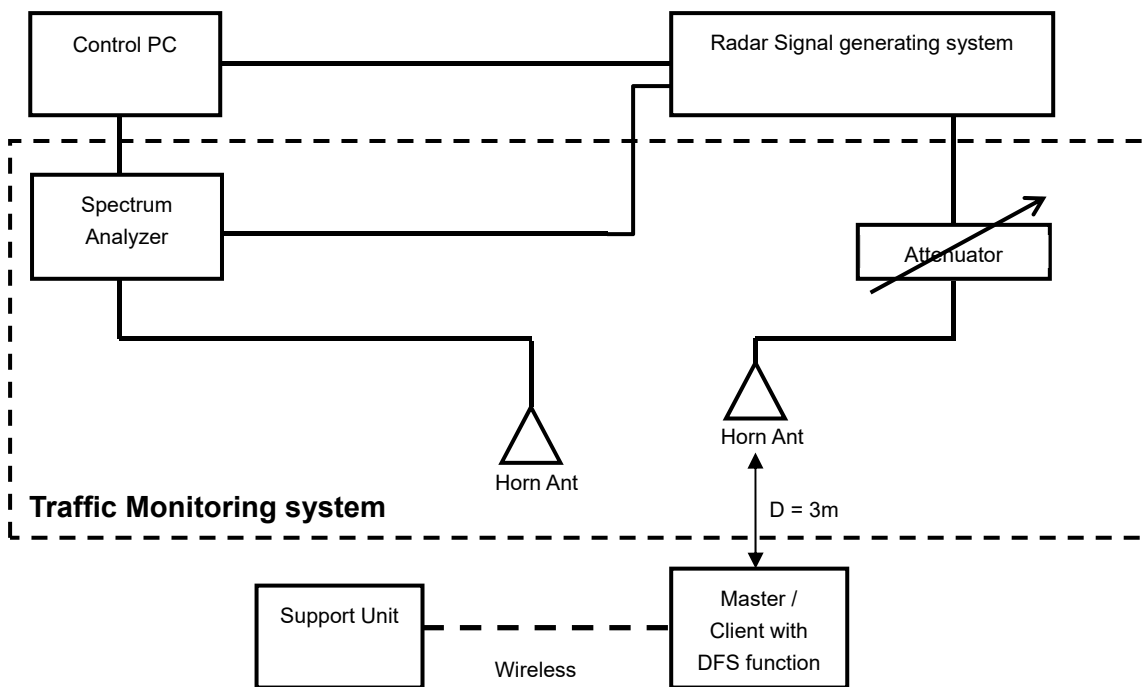 Control PC
Radar Signal generating system
Spectrum
Analyzer
Attenuator
Horn Ant
Horn Ant
Traffic Monitoring system
D = 3m
Support Unit
Wireless
Master /
Client with
DFS function